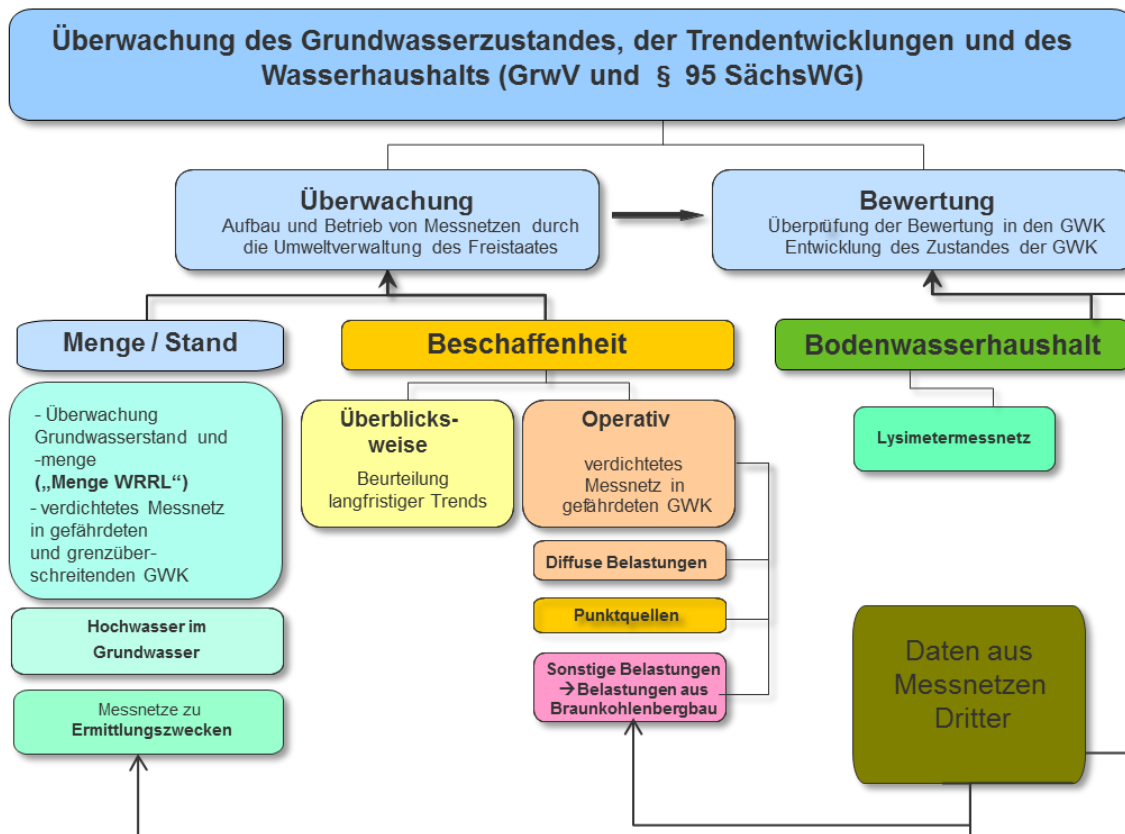 Überwachung des Grundwasserzustandes, der Trendentwicklungen und des
Wasserhaushalts (GrwV und § 95 SächsWG)
Überwachung
Aufbau und Betrieb von Messnetzen durch
die Umweltverwaltung des Freistaates
Bewertung
Überprüfung der Bewertung in den GWK
Entwicklung des Zustandes der GWK
Menge / Stand
- Überwachung
Grundwasserstand und
-menge
(„Menge WRRL“)
- verdichtetes Messnetz
in gefährdeten
und grenzüber-
schreitenden GWK
Hochwasser im
Grundwasser
Messnetze zu
Ermittlungszwecken
Beschaffenheit
Überblicks-
weise
Beurteilung
langfristiger Trends
Operativ
verdichtetes
Messnetz in
gefährdeten GWK
Diffuse Belastungen
Punktquellen
Sonstige Belastungen
→Belastungen aus
Braunkohlenbergbau
Bodenwasserhaushalt
Lysimetermessnetz
Daten aus
Messnetzen
Dritter